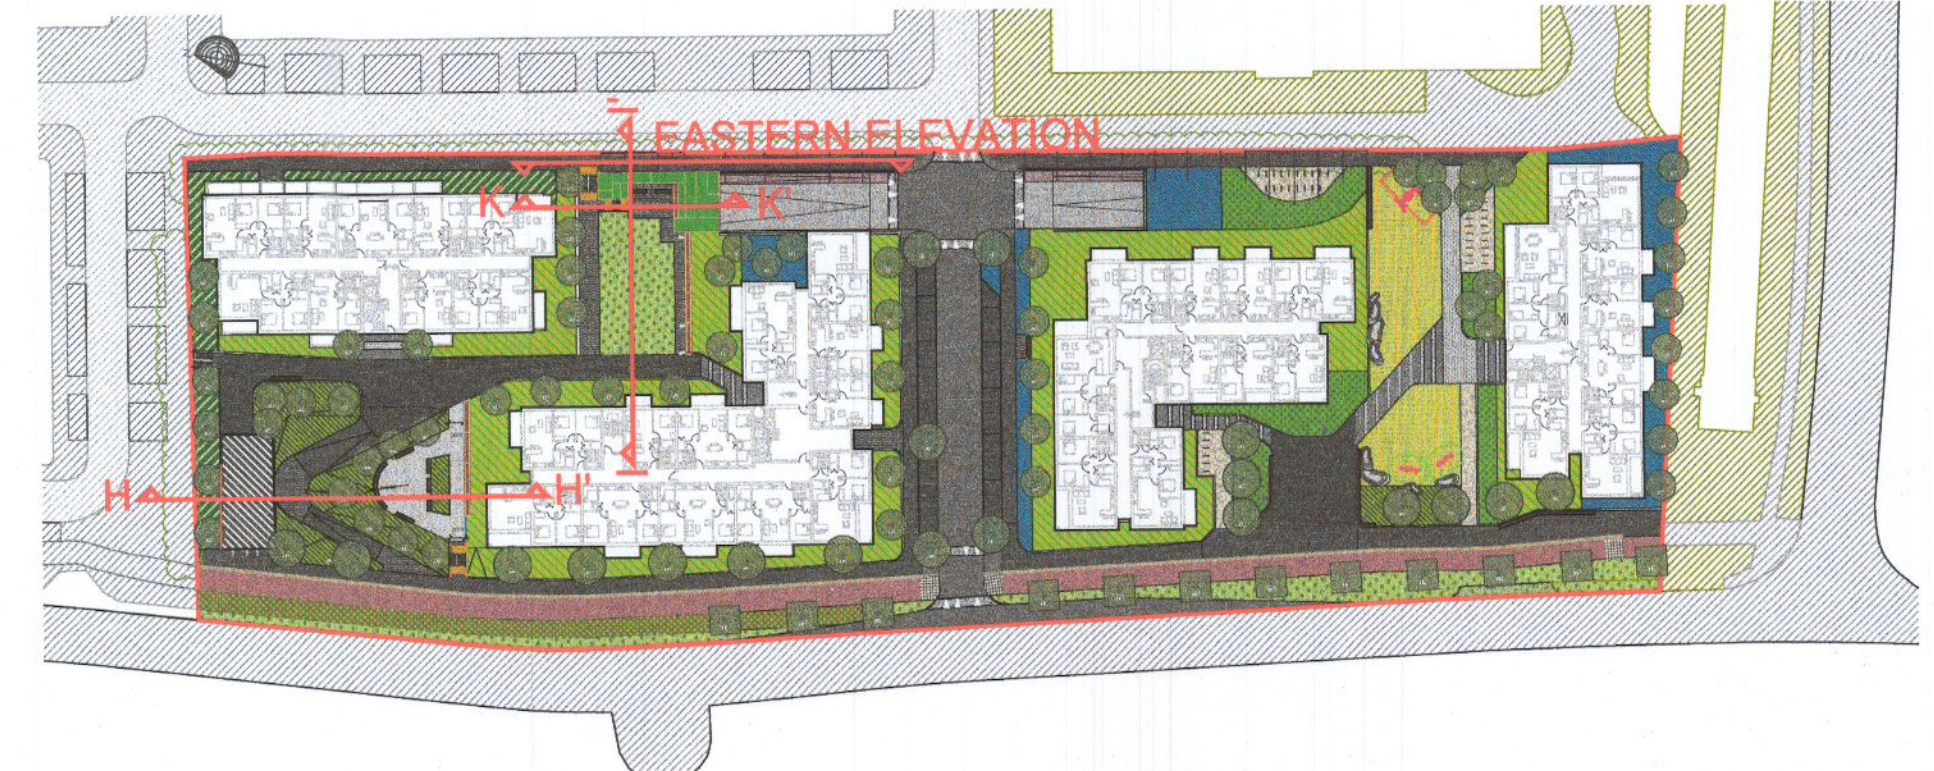 I'
EASTERN ELEVATION
K K'
I
H H'